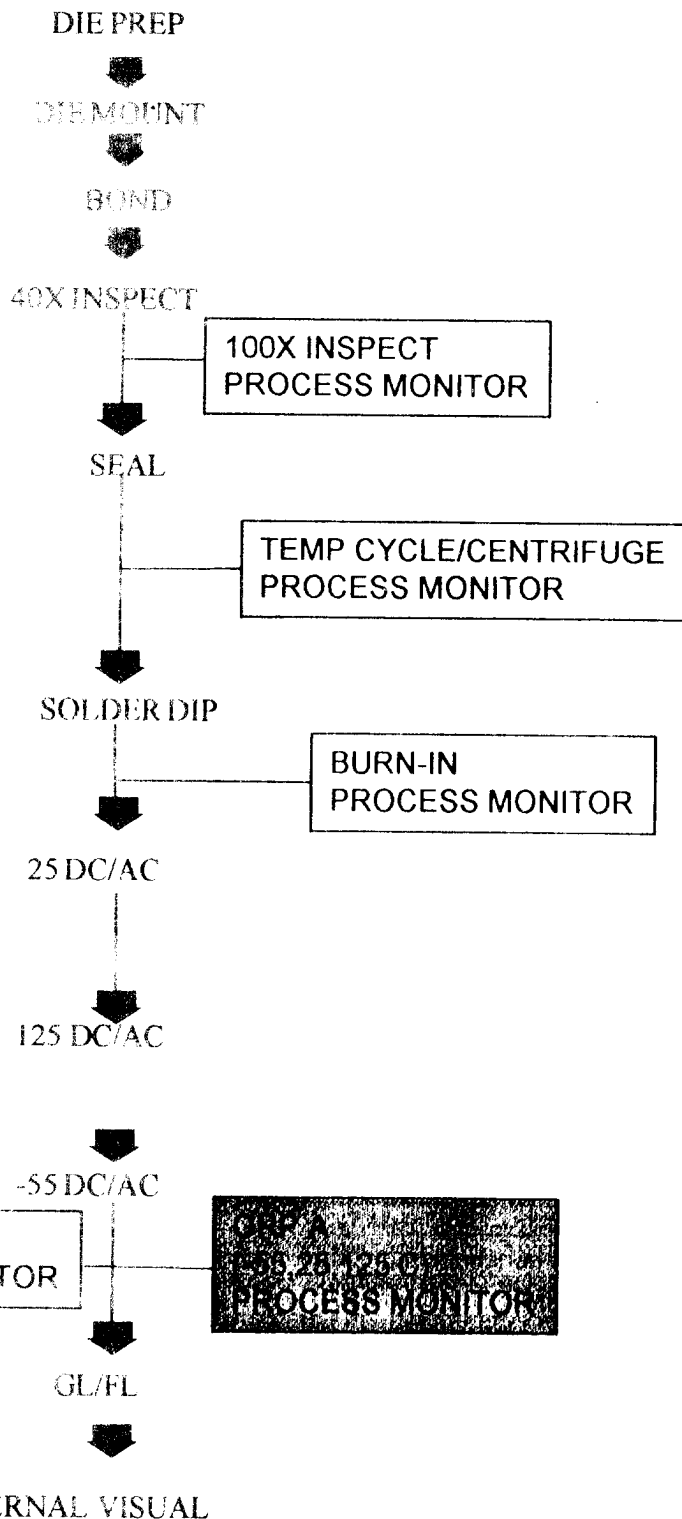 DIE PREP
DIE MOUNT
BOND
40X INSPECT
100X INSPECT
PROCESS MONITOR
SEAL
TEMP CYCLE/CENTRIFUGE
PROCESS MONITOR
SOLDER DIP
BURN-IN
PROCESS MONITOR
25 DC/AC
125 DC/AC
-55 DC/AC
TOR
GRP A
PROCESS MONITOR
GL/FL
ERNAL VISUAL